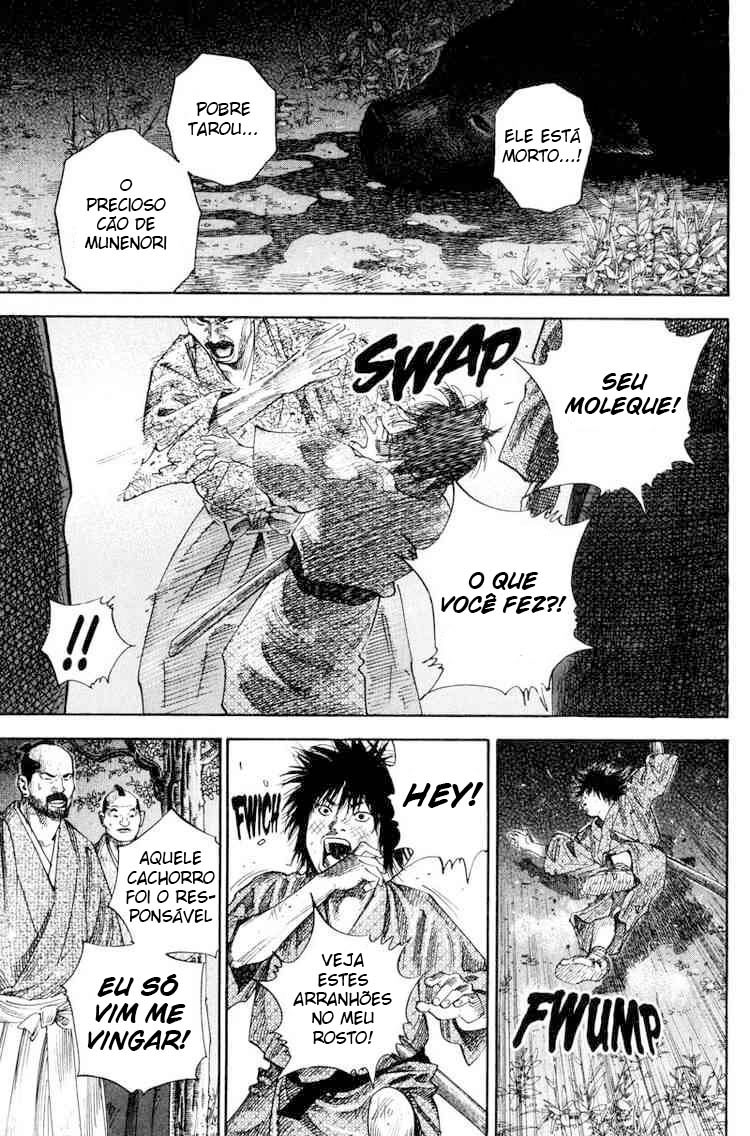 ELE ESTÁ
MORTO...!
POBRE
TAROU...
O
PRECIOSO
CÃO DE
MUNENORI
SEU
MOLEQUE!
SWAP
O QUE
VOCÊ FEZ?!
!!
FWUMP
HEY!
FWICH
VEJA
ESTES
ARRANHÕES
NO MEU
ROSTO!
AQUELE
CACHORRO
FOI O RES-
PONSÁVEL
EU SÓ
VIM ME
VINGAR!